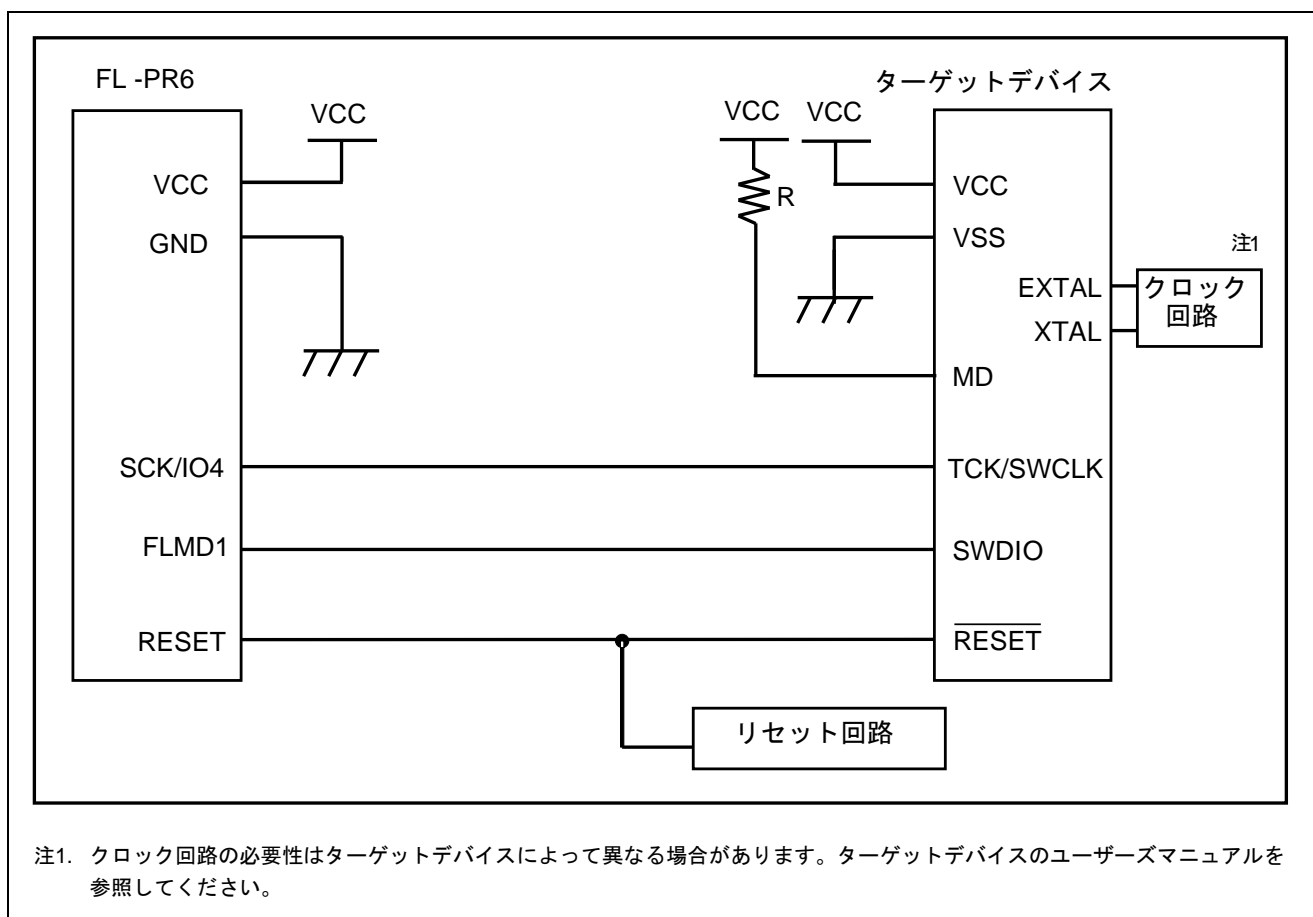 FL -PR6
ターゲットデバイス
VCC
VCC
VCC
VCC
R
VCC
GND
VSS
注1
EXTAL
クロック
回路
XTAL
MD
SCK/IO4
TCK/SWCLK
FLMD1
SWDIO
RESET
RESET
リセット回路
注1. クロック回路の必要性はターゲットデバイスによって異なる場合があります。ターゲットデバイスのユーザーズマニュアルを
参照してください。